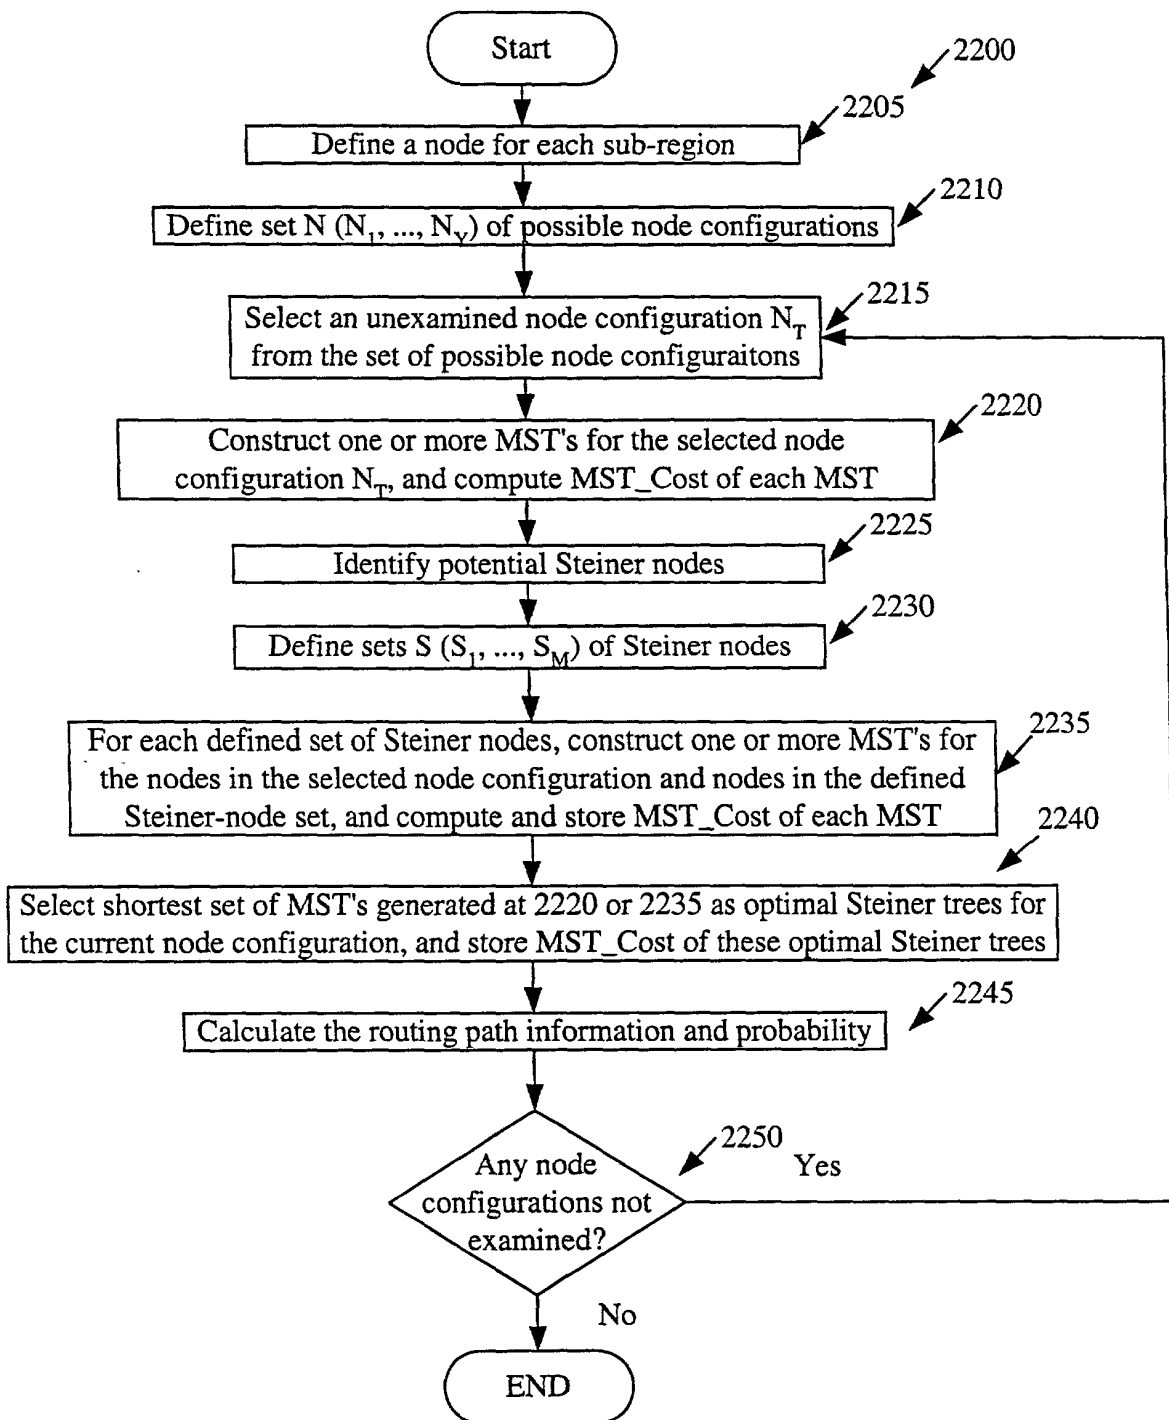 Start
2200
2205
Define a node for each sub-region
2210
Define set N (N1, ..., NY) of possible node configurations
2215
Select an unexamined node configuration NT
from the set of possible node configuraitons
2220
Construct one or more MST's for the selected node
configuration NT, and compute MST_Cost of each MST
2225
Identify potential Steiner nodes
2230
Define sets S (S1, ..., SM) of Steiner nodes
2235
For each defined set of Steiner nodes, construct one or more MST's for
the nodes in the selected node configuration and nodes in the defined
Steiner-node set, and compute and store MST_Cost of each MST
2240
Select shortest set of MST's generated at 2220 or 2235 as optimal Steiner trees for
the current node configuration, and store MST_Cost of these optimal Steiner trees
2245
Calculate the routing path information and probability
2250
Yes
Any node
configurations not
examined?
No
END